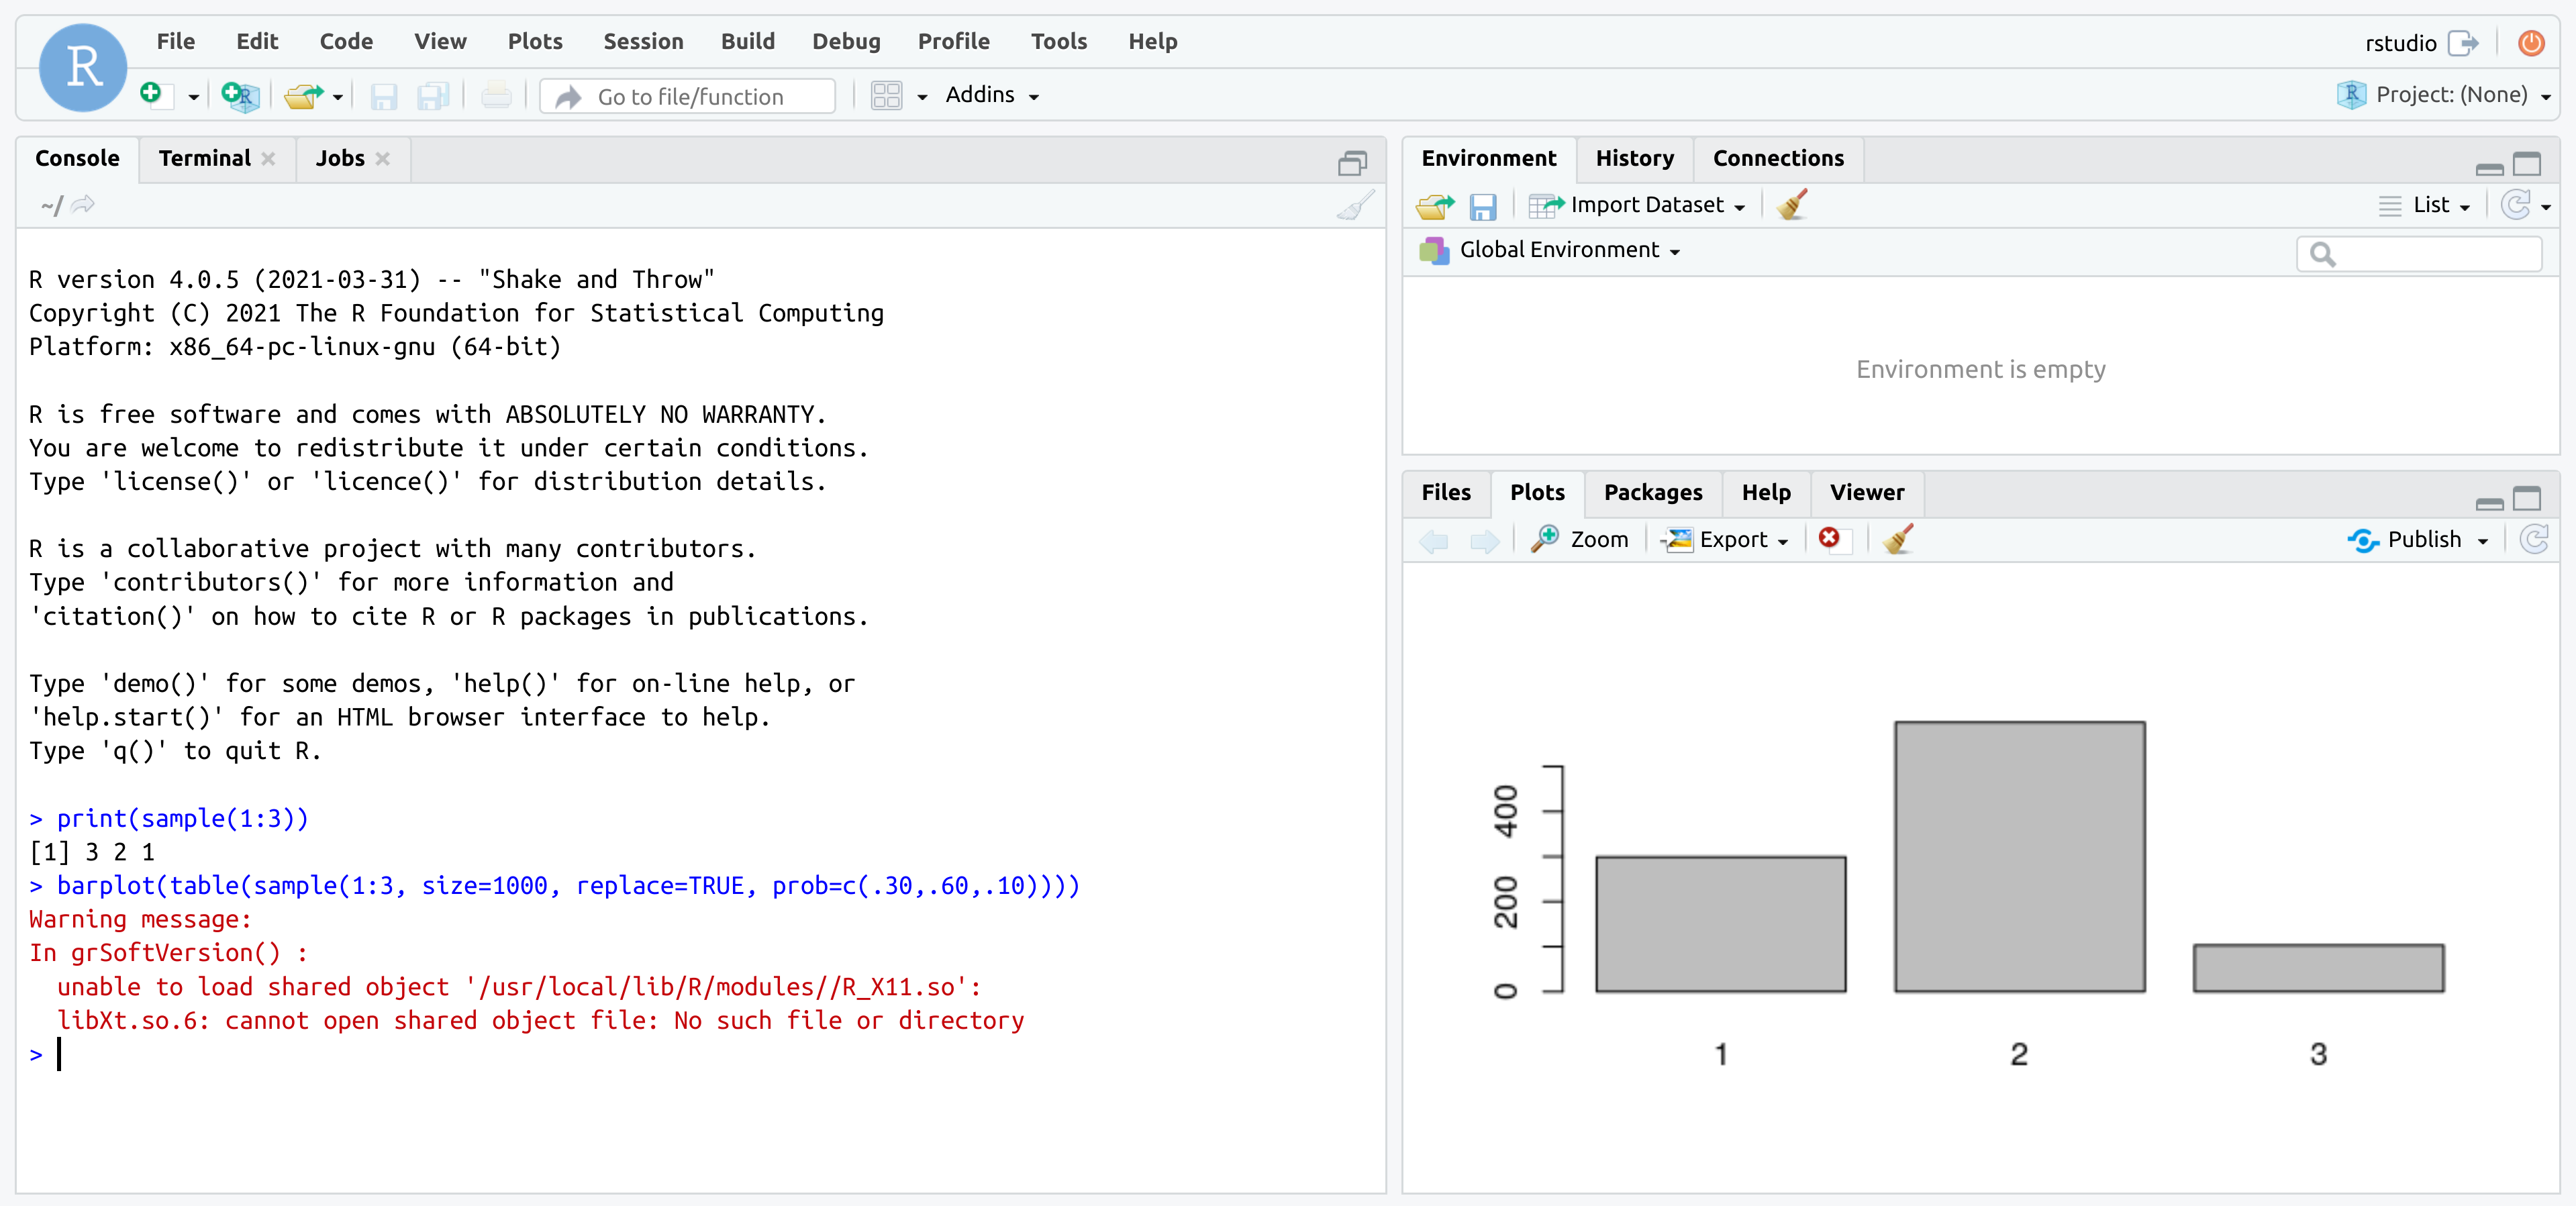 R
File Edit Code View Plots Session Build Debug Profile Tools Help
rstudio
R
Go to file/function
Addins
R Project: (None)
Console Terminal Jobs
~/
R version 4.0.5 (2021-03-31) -- "Shake and Throw"
Copyright (C) 2021 The R Foundation for Statistical Computing
Platform: x86_64-pc-linux-gnu (64-bit)
R is free software and comes with ABSOLUTELY NO WARRANTY.
You are welcome to redistribute it under certain conditions.
Type 'license()' or 'licence()' for distribution details.
R is a collaborative project with many contributors.
Type 'contributors()' for more information and
'citation()' on how to cite R or R packages in publications.
Type 'demo()' for some demos, 'help()' for on-line help, or
'help.start()' for an HTML browser interface to help.
Type 'q()' to quit R.
> print(sample(1:3))
[1] 3 2 1
> barplot(table(sample(1:3, size=1000, replace=TRUE, prob=c(.30,.60,.10))))
Warning message:
In grSoftVersion() :
unable to load shared object '/usr/local/lib/R/modules//R_X11.so':
libXt.so.6: cannot open shared object file: No such file or directory
>
Environment History Connections
Import Dataset
List
Global Environment
Environment is empty
Files Plots Packages Help Viewer
Zoom Export
Publish
400
200
0
1 2 3